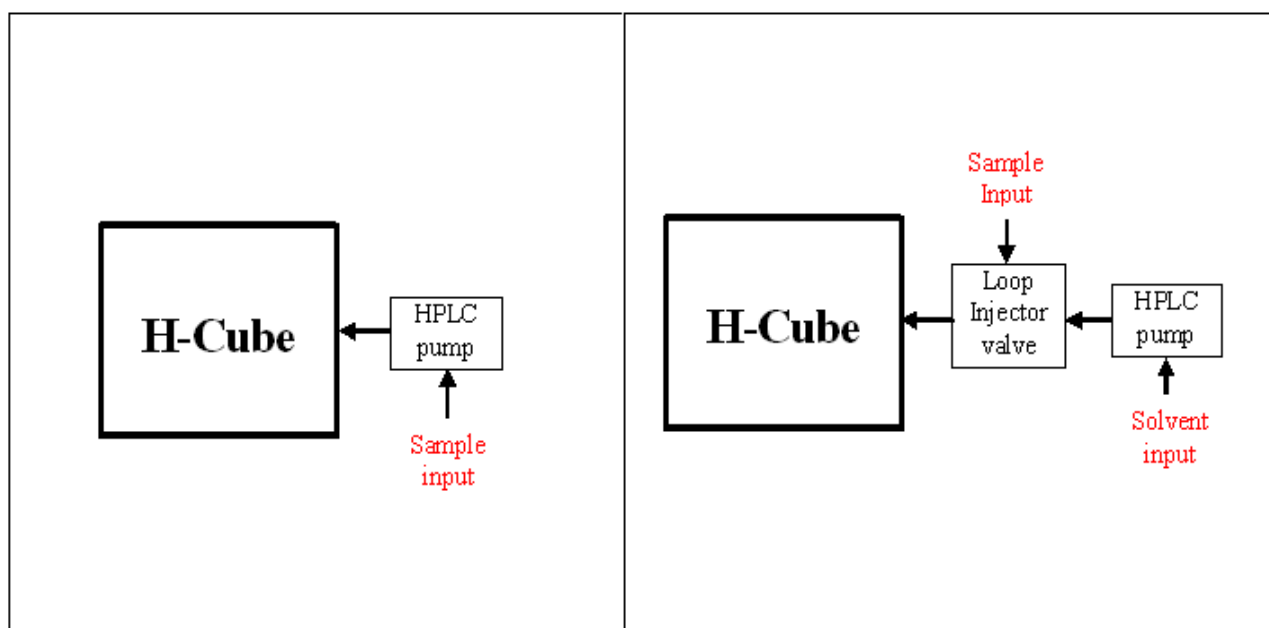 H-Cube
HPLC
pump
Sample
input
Sample
Input
H-Cube
Loop
Injector
valve
HPLC
pump
Solvent
input